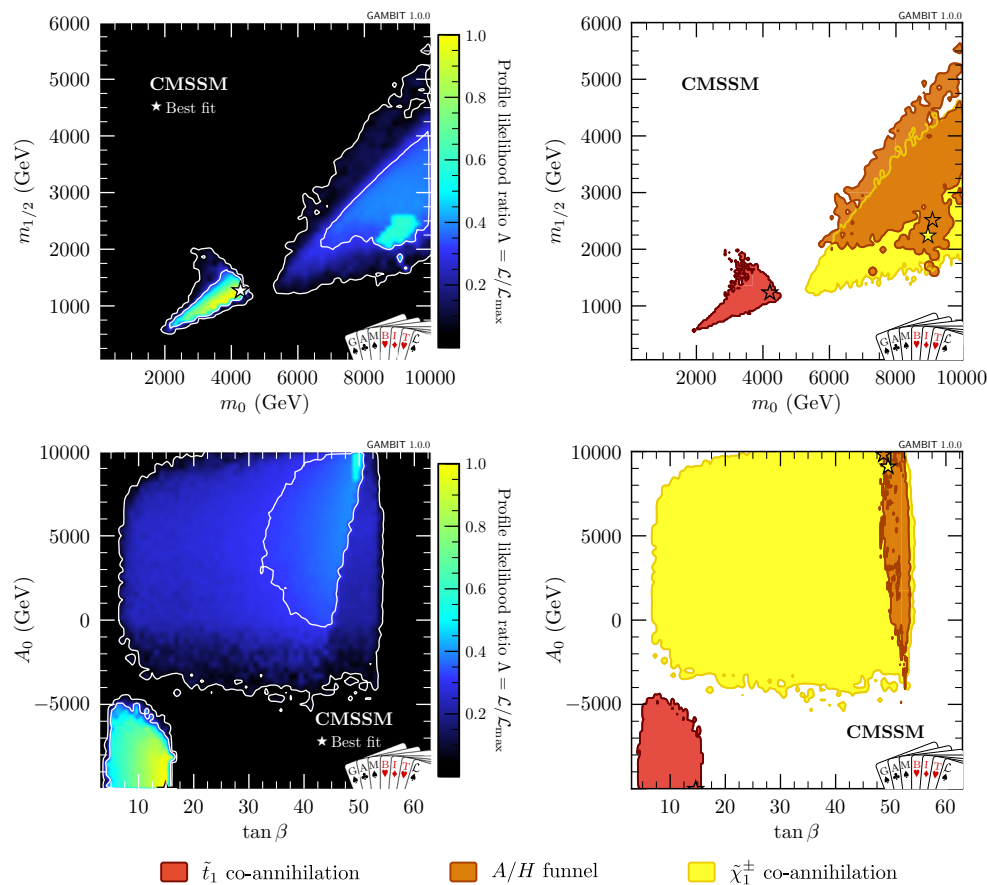 GAMBIT 1.0.0
CMSSM
★ Best fit
m₁/₂ (GeV)
6000
5000
4000
3000
2000
1000
2000 4000 6000 8000 10000
m₀ (GeV)
1.0
0.8
0.6
0.4
0.2
Profile likelihood ratio Λ = ℒ/ℒmax
G A M B I T ℒ
GAMBIT 1.0.0
CMSSM
m₁/₂ (GeV)
6000
5000
4000
3000
2000
1000
2000 4000 6000 8000 10000
m₀ (GeV)
G A M B I T ℒ
GAMBIT 1.0.0
A₀ (GeV)
10000
5000
0
−5000
CMSSM
★ Best fit
10 20 30 40 50 60
tan β
1.0
0.8
0.6
0.4
0.2
Profile likelihood ratio Λ = ℒ/ℒmax
G A M B I T ℒ
GAMBIT 1.0.0
A₀ (GeV)
10000
5000
0
−5000
CMSSM
10 20 30 40 50 60
tan β
G A M B I T ℒ
t̃₁ co-annihilation A/H funnel χ̃₁± co-annihilation